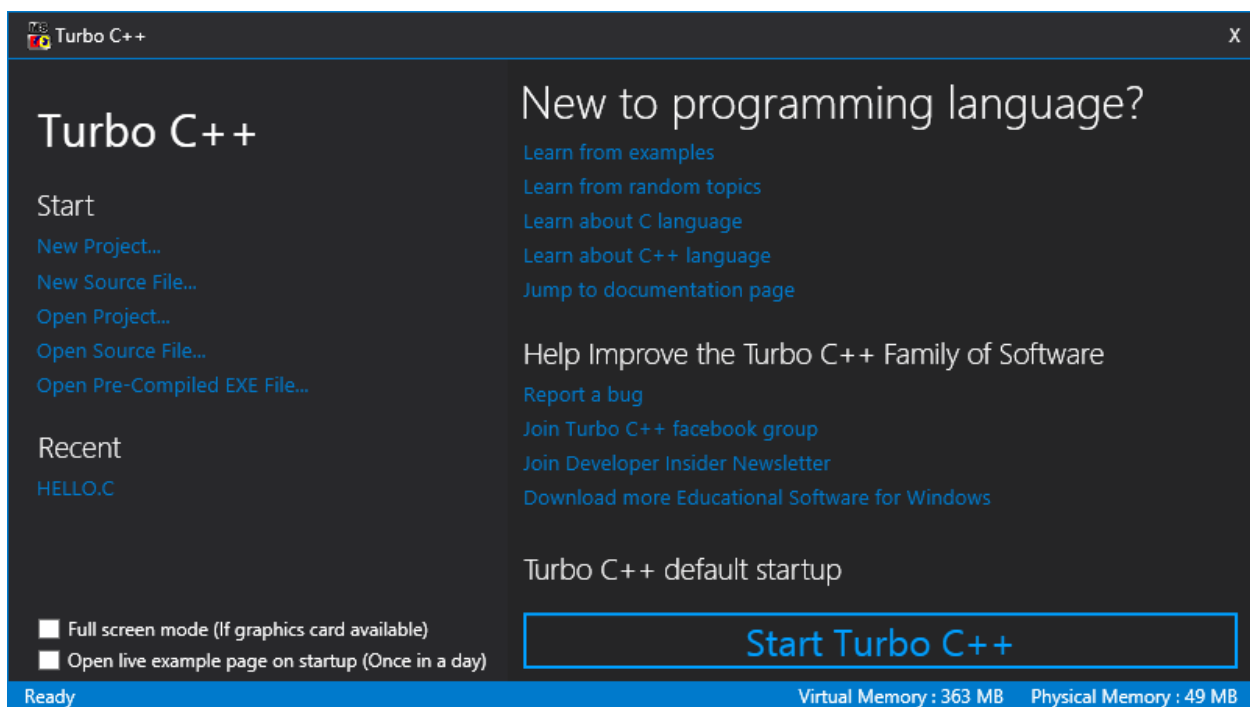 Turbo C++
X
Turbo C++
Start
New Project...
New Source File...
Open Project...
Open Source File...
Open Pre-Compiled EXE File...
Recent
HELLO.C
Full screen mode (If graphics card available)
Open live example page on startup (Once in a day)
New to programming language?
Learn from examples
Learn from random topics
Learn about C language
Learn about C++ language
Jump to documentation page
Help Improve the Turbo C++ Family of Software
Report a bug
Join Turbo C++ facebook group
Join Developer Insider Newsletter
Download more Educational Software for Windows
Turbo C++ default startup
Start Turbo C++
Ready
Virtual Memory : 363 MB Physical Memory : 49 MB